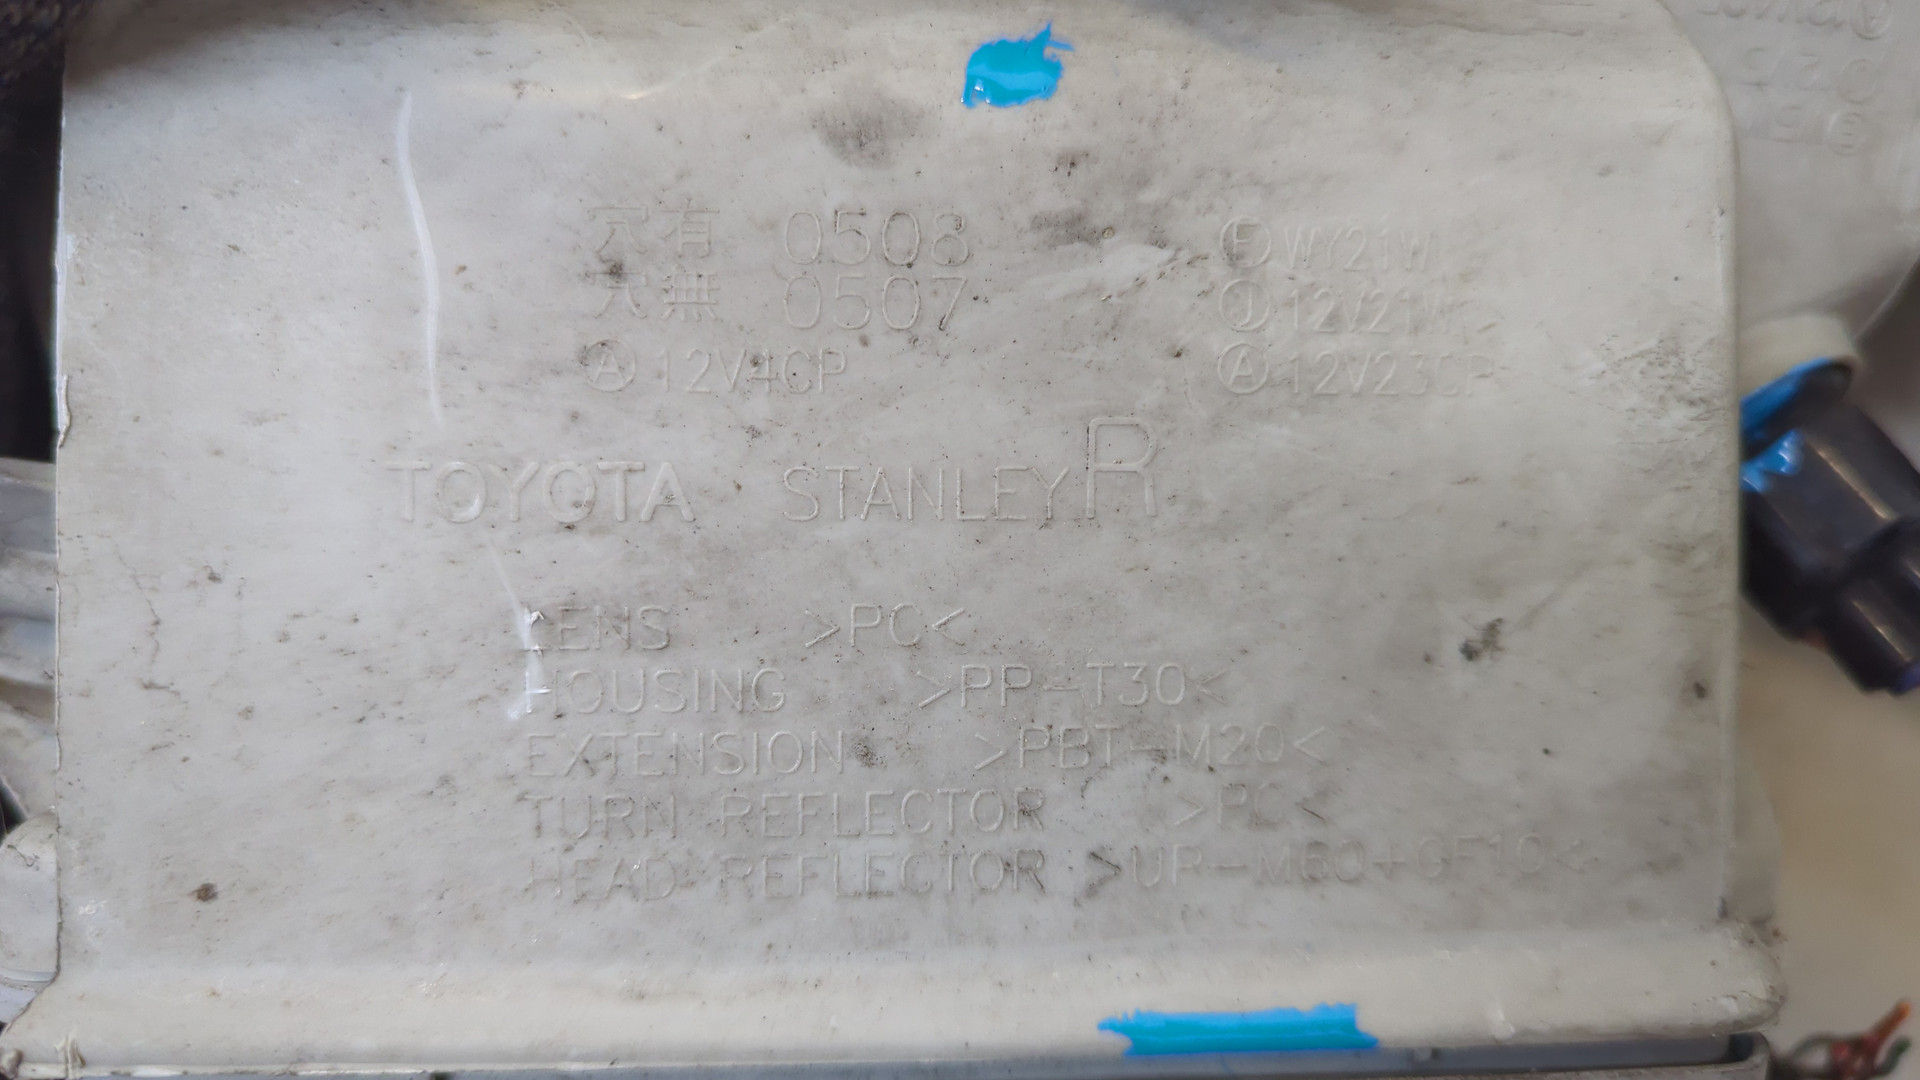 穴有 0508 Ⓔ WY21W
穴無 0507 Ⓙ 12V21W
Ⓐ 12V4CP Ⓐ 12V23CP
TOYOTA STANLEY R
LENS >PC<
HOUSING >PP-T30<
EXTENSION >PBT-M20<
TURN REFLECTOR >PC<
HEAD REFLECTOR >UP-M60+GF10<